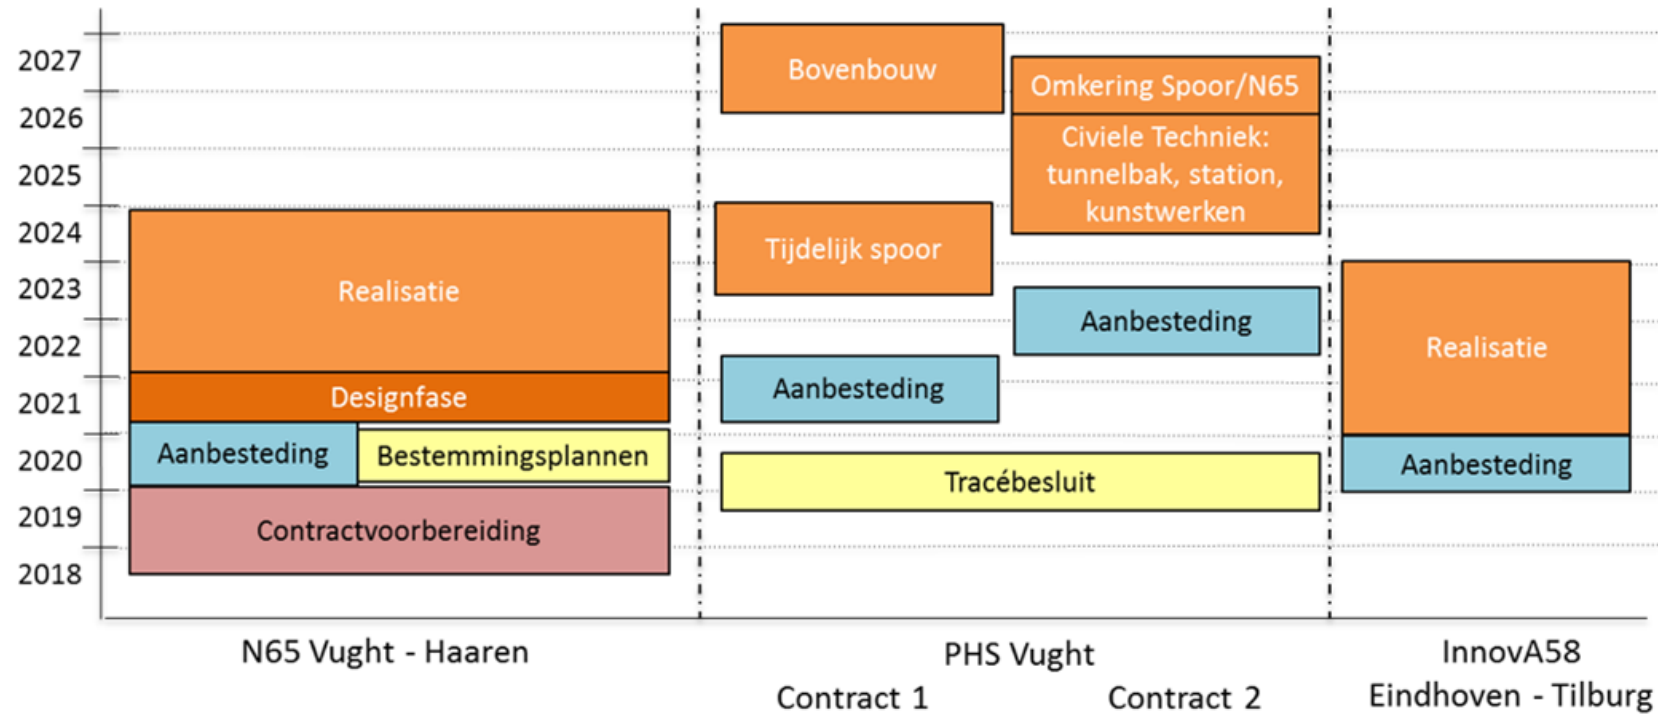 2027
2026
2025
2024
2023
2022
2021
2020
2019
2018
Realisatie
Designfase
Aanbesteding
Bestemmingsplannen
Contractvoorbereiding
Bovenbouw
Tijdelijk spoor
Aanbesteding
Omkering Spoor/N65
Civiele Techniek:
tunnelbak, station,
kunstwerken
Aanbesteding
Tracébesluit
Realisatie
Aanbesteding
N65 Vught - Haaren
PHS Vught
Contract 1
Contract 2
InnovA58
Eindhoven - Tilburg